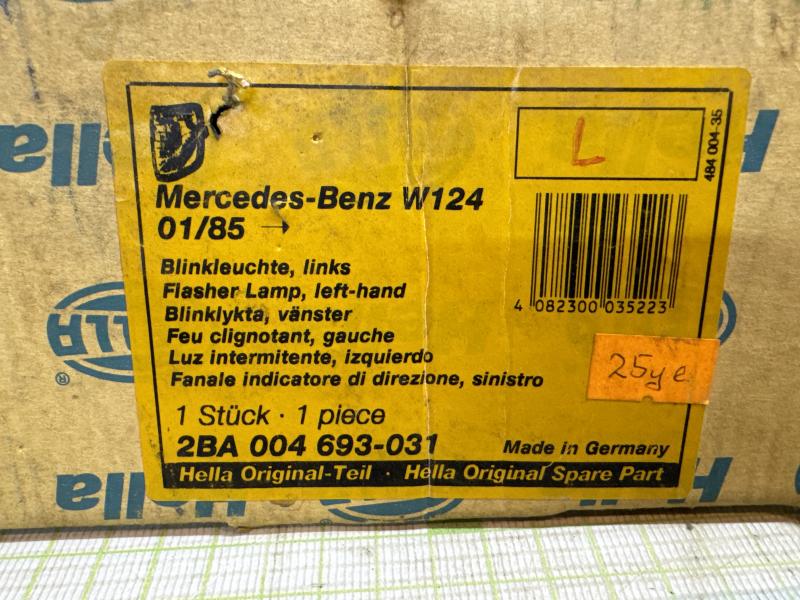 Hella
Hella
L
484 004-35
Mercedes-Benz W124
01/85 →
4 082300 035223
Blinkleuchte, links
Flasher Lamp, left-hand
Blinklykta, vänster
Feu clignotant, gauche
Luz intermitente, izquierdo
Fanale indicatore di direzione, sinistro
HELLA
®
25ye
1 Stück · 1 piece
2BA 004 693-031
Made in Germany
Hella Original-Teil · Hella Original Spare Part
Hella